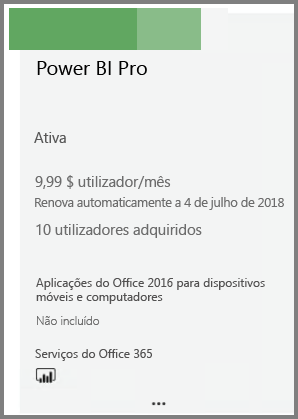 Power BI Pro
Ativa
9,99 $ utilizador/mês
Renova automaticamente a 4 de julho de 2018
10 utilizadores adquiridos
Aplicações do Office 2016 para dispositivos
móveis e computadores
Não incluído
Serviços do Office 365